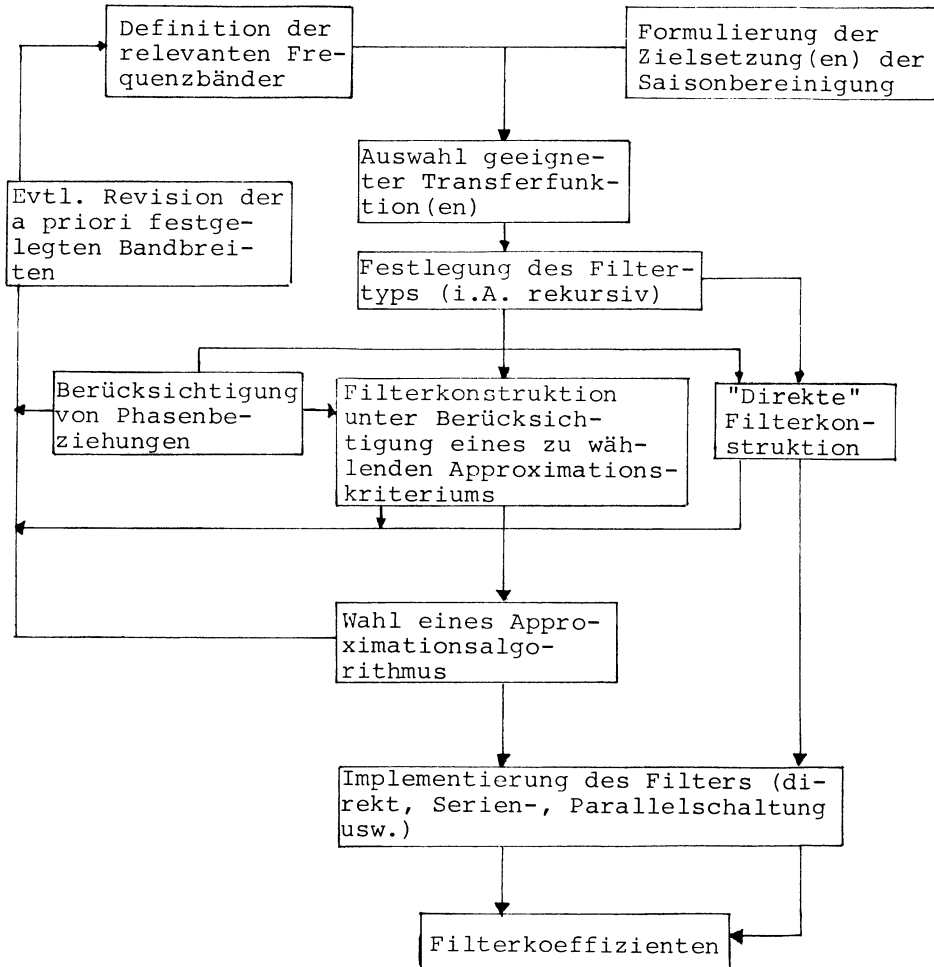 Definition der
relevanten Fre-
quenzbänder
Formulierung der
Zielsetzung(en) der
Saisonbereinigung
Auswahl geeigne-
ter Transferfunk-
tion(en)
Evtl. Revision der
a priori festge-
legten Bandbrei-
ten
Festlegung des Filter-
typs (i.A. rekursiv)
Berücksichtigung
von Phasenbe-
ziehungen
Filterkonstruktion
unter Berücksich-
tigung eines zu wäh-
lenden Approximations-
kriteriums
"Direkte"
Filterkon-
struktion
Wahl eines Appro-
ximationsalgo-
rithmus
Implementierung des Filters (di-
rekt, Serien-, Parallelschaltung
usw.)
Filterkoeffizienten